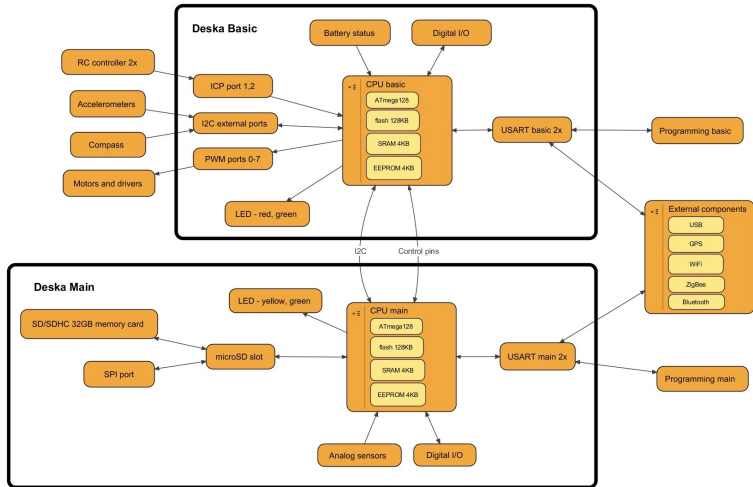 Deska Basic
Battery status
Digital I/O
RC controller 2x
ICP port 1,2
CPU basic
ATmega128
flash 128KB
SRAM 4KB
EEPROM 4KB
Accelerometers
I2C external ports
USART basic 2x
Programming basic
Compass
PWM ports 0-7
Motors and drivers
LED - red, green
External components
USB
GPS
WiFi
ZigBee
Bluetooth
I2C
Control pins
Deska Main
LED - yellow, green
CPU main
ATmega128
flash 128KB
SRAM 4KB
EEPROM 4KB
SD/SDHC 32GB memory card
microSD slot
USART main 2x
SPI port
Programming main
Analog sensors
Digital I/O